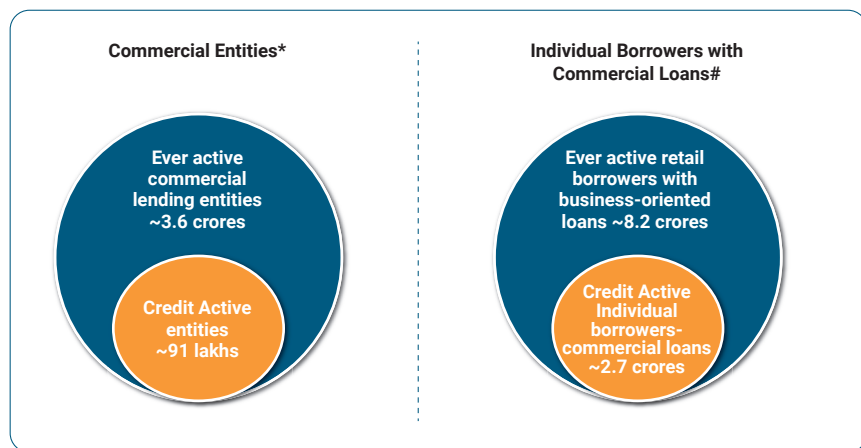 Commercial Entities*
Ever active
commercial
lending entities
~3.6 crores
Credit Active
entities
~91 lakhs
Individual Borrowers with
Commercial Loans#
Ever active retail
borrowers with
business-oriented
loans ~8.2 crores
Credit Active
Individual
borrowers-
commercial loans
~2.7 crores